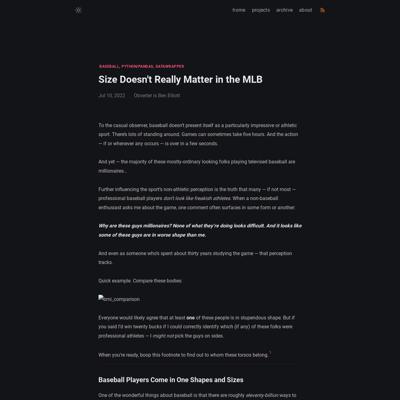 home projects archive about
BASEBALL, PYTHON/PANDAS, DATAWRAPPER
Size Doesn't Really Matter in the MLB
Jul 10, 2022 Obverter is Ben Elliott
To the casual observer, baseball doesn't present itself as a particularly impressive or athletic
sport. There's lots of standing around. Games can sometimes take five hours. And the action
— if or whenever any occurs — is over in a few seconds.
And yet — the majority of these mostly-ordinary looking folks playing televised baseball are
millionaires...
Further influencing the sport's non-athletic perception is the truth that many — if not most —
professional baseball players don't look like freakish athletes. When a non-baseball
enthusiast asks me about the game, one comment often surfaces in some form or another:
Why are these guys millionaires? None of what they're doing looks difficult. And it looks like
some of these guys are in worse shape than me.
And even as someone who's spent about thirty years studying the game — that perception
tracks.
Quick example. Compare these bodies:
Everyone would likely agree that at least one of these people is in stupendous shape. But if
you said I'd win twenty bucks if I could correctly identify which (if any) of these folks were
professional athletes — I might not pick the guys on sides.
When you're ready, boop this footnote to find out to whom these torsos belong. 1
Baseball Players Come in One Shapes and Sizes
One of the wonderful things about baseball is that there are roughly eleventy-billion ways to